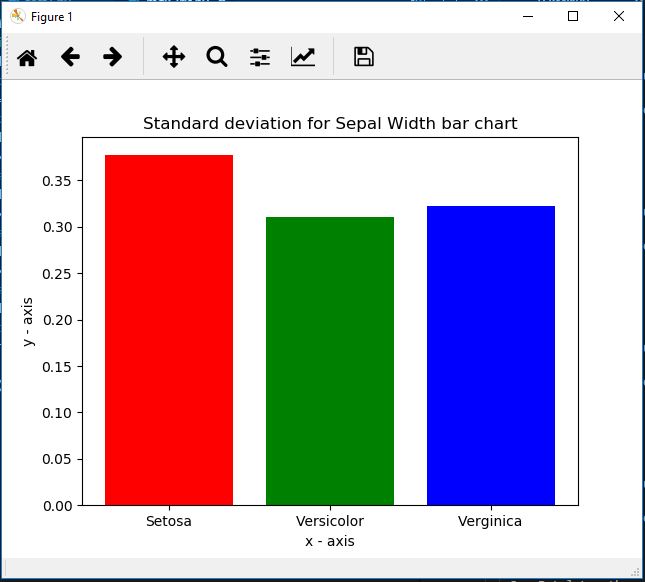 Figure 1
Standard deviation for Sepal Width bar chart
0.35
0.30
0.25
0.20
0.15
0.10
0.05
0.00
y - axis
Setosa Versicolor Verginica
x - axis